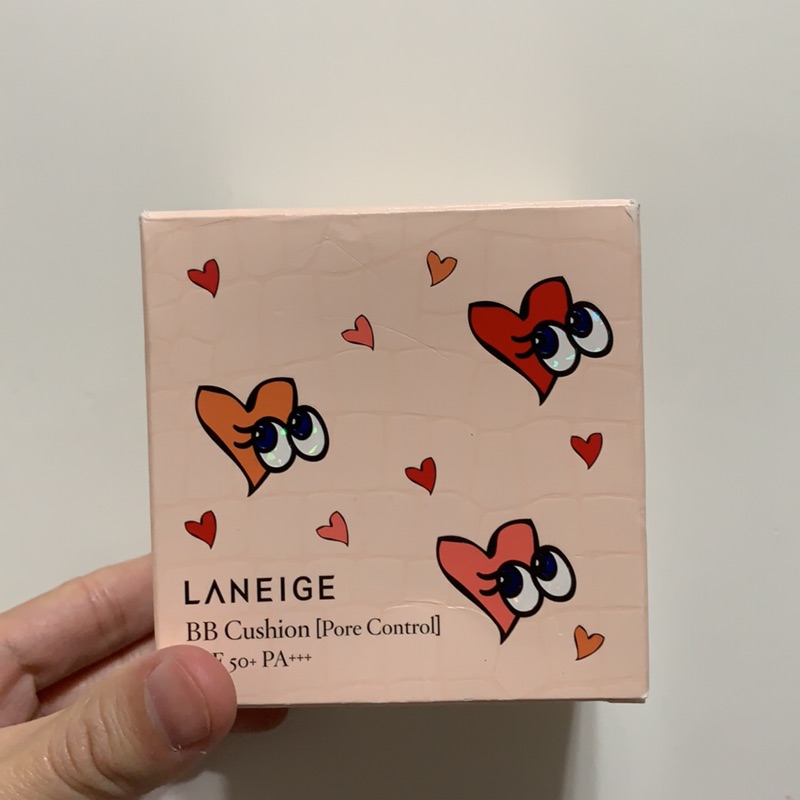 LANEIGE
BB Cushion [Pore Control]
50+ PA+++